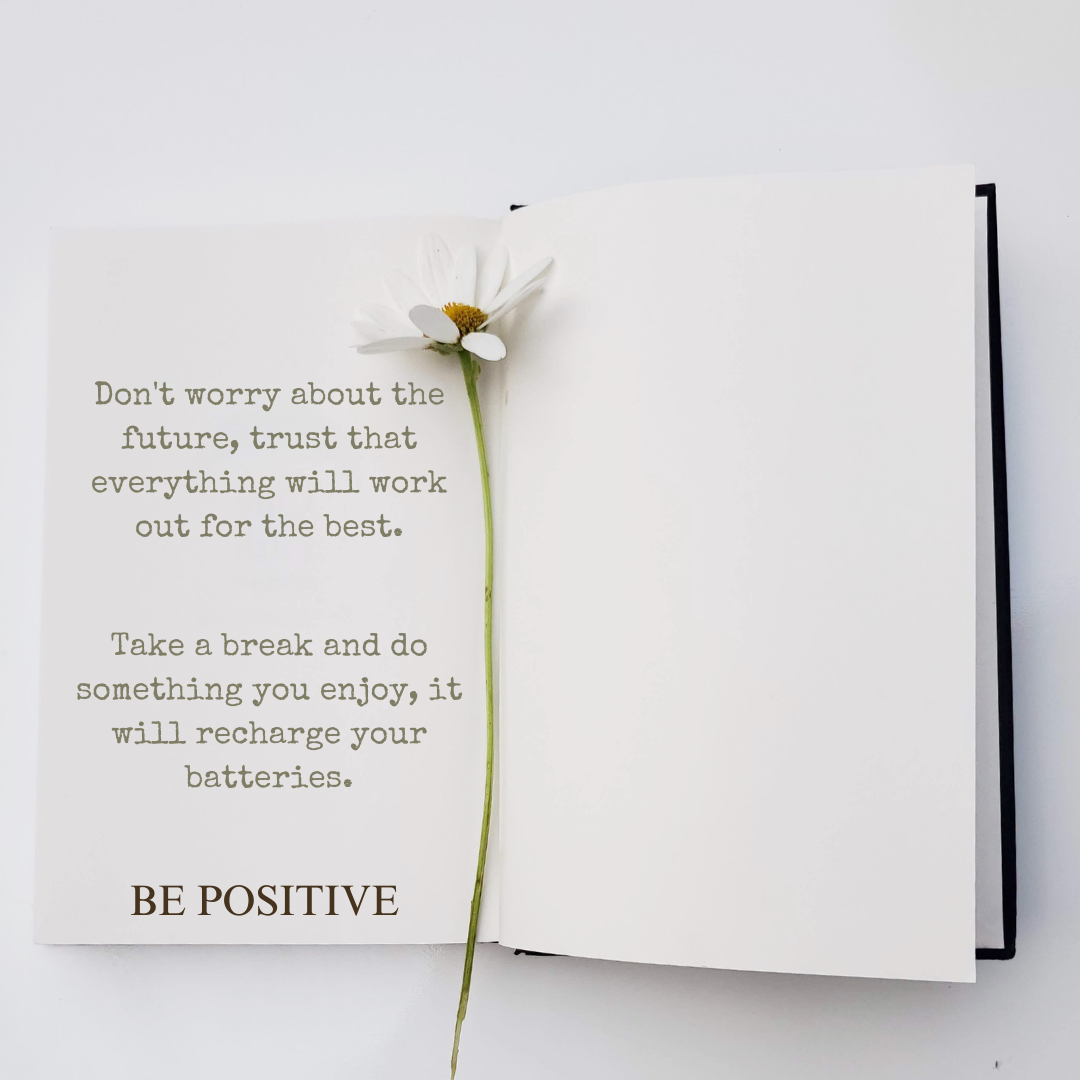 Don't worry about the
future, trust that
everything will work
out for the best.
Take a break and do
something you enjoy, it
will recharge your
batteries.
BE POSITIVE